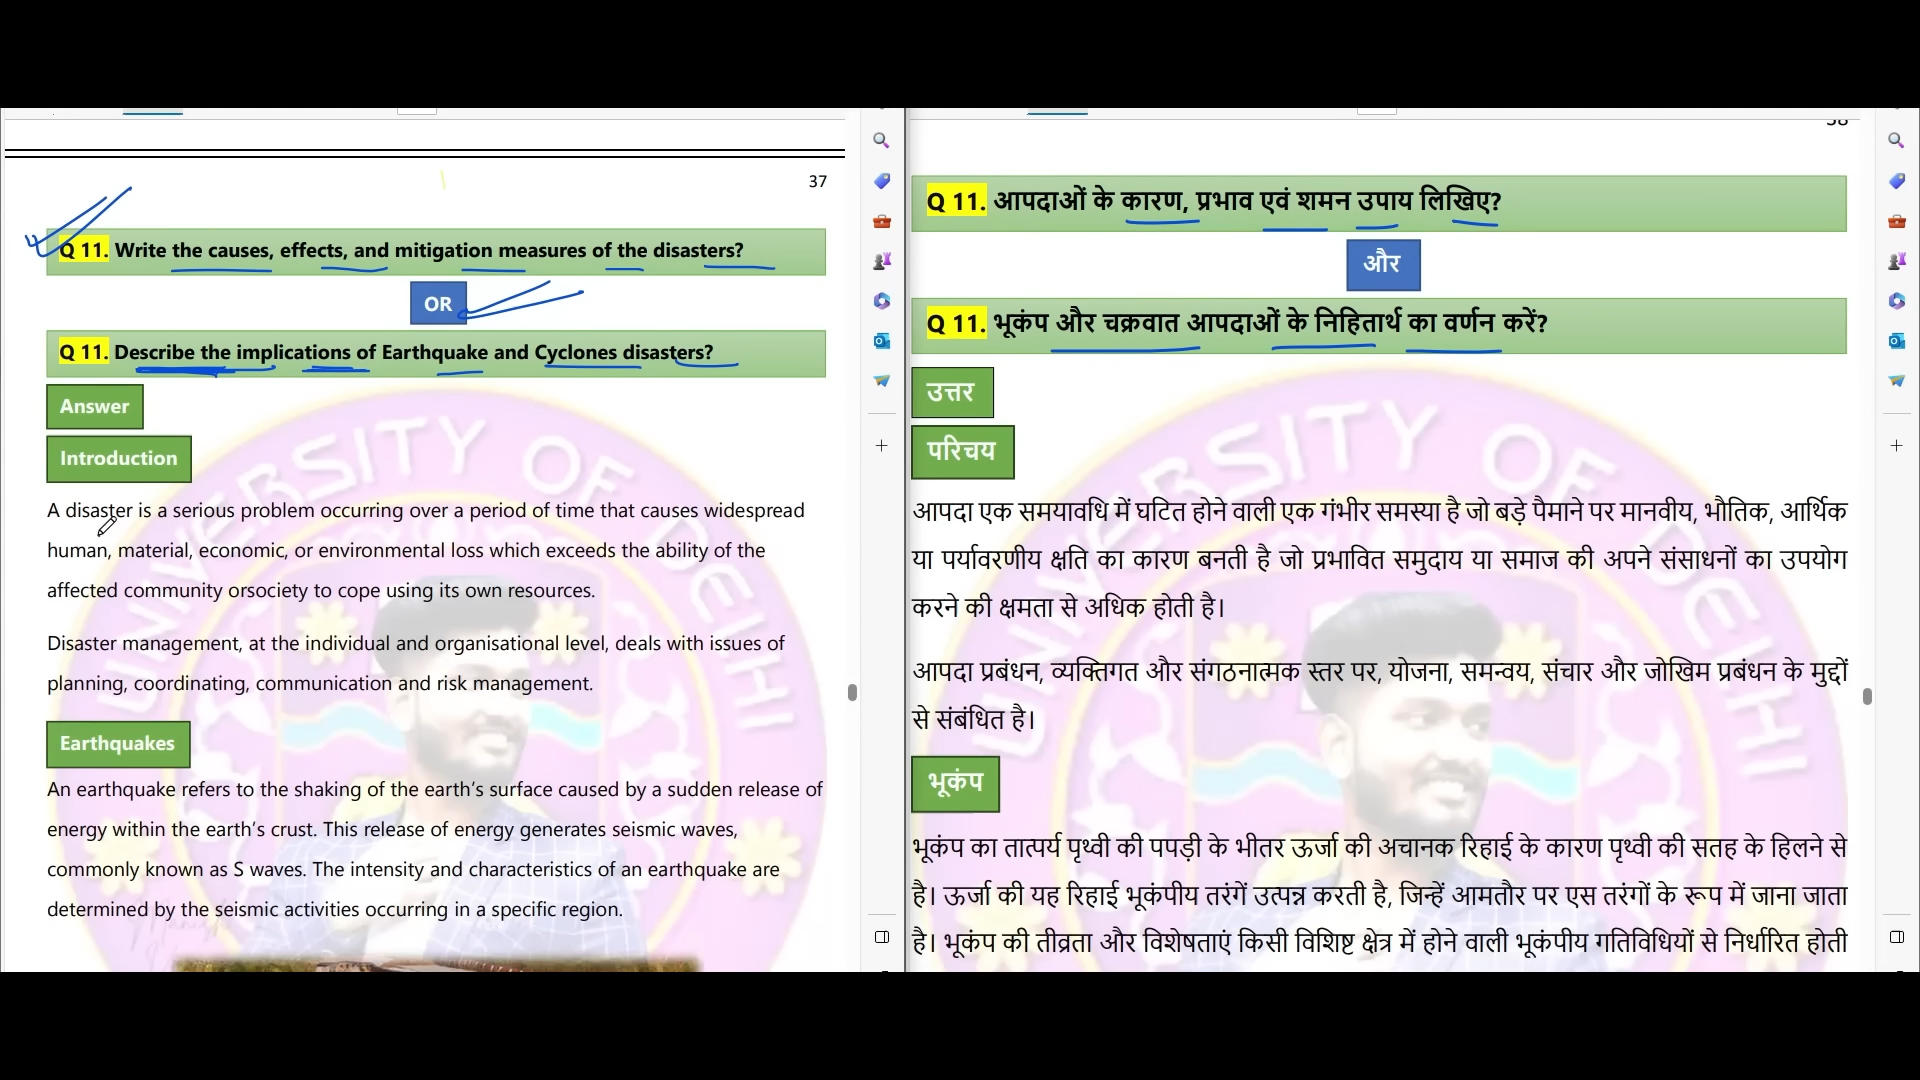 37
Q 11. Write the causes, effects, and mitigation measures of the disasters?
OR
Q 11. Describe the implications of Earthquake and Cyclones disasters?
Answer
Introduction
A disaster is a serious problem occurring over a period of time that causes widespread
human, material, economic, or environmental loss which exceeds the ability of the
affected community orsociety to cope using its own resources.
Disaster management, at the individual and organisational level, deals with issues of
planning, coordinating, communication and risk management.
Earthquakes
An earthquake refers to the shaking of the earth’s surface caused by a sudden release of
energy within the earth’s crust. This release of energy generates seismic waves,
commonly known as S waves. The intensity and characteristics of an earthquake are
determined by the seismic activities occurring in a specific region.
UNIVERSITY OF DELHI
38
Q 11. आपदाओं के कारण, प्रभाव एवं शमन उपाय लिखिए?
और
Q 11. भूकंप और चक्रवात आपदाओं के निहितार्थ का वर्णन करें?
उत्तर
परिचय
आपदा एक समयावधि में घटित होने वाली एक गंभीर समस्या है जो बड़े पैमाने पर मानवीय, भौतिक, आर्थिक
या पर्यावरणीय क्षति का कारण बनती है जो प्रभावित समुदाय या समाज की अपने संसाधनों का उपयोग
करने की क्षमता से अधिक होती है।
आपदा प्रबंधन, व्यक्तिगत और संगठनात्मक स्तर पर, योजना, समन्वय, संचार और जोखिम प्रबंधन के मुद्दों
से संबंधित है।
भूकंप
भूकंप का तात्पर्य पृथ्वी की पपड़ी के भीतर ऊर्जा की अचानक रिहाई के कारण पृथ्वी की सतह के हिलने से
है। ऊर्जा की यह रिहाई भूकंपीय तरंगें उत्पन्न करती है, जिन्हें आमतौर पर एस तरंगों के रूप में जाना जाता
है। भूकंप की तीव्रता और विशेषताएं किसी विशिष्ट क्षेत्र में होने वाली भूकंपीय गतिविधियों से निर्धारित होती
UNIVERSITY OF DELHI